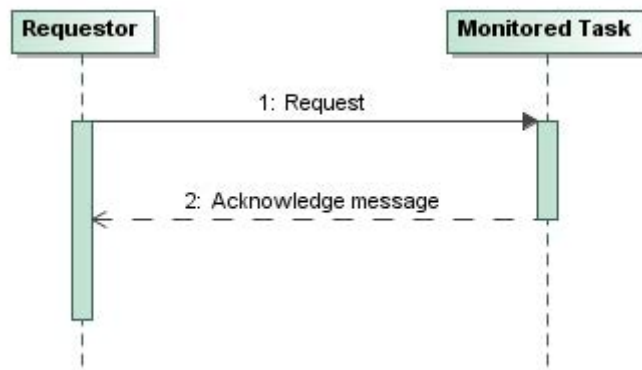 Requestor
Monitored Task
1: Request
2: Acknowledge message